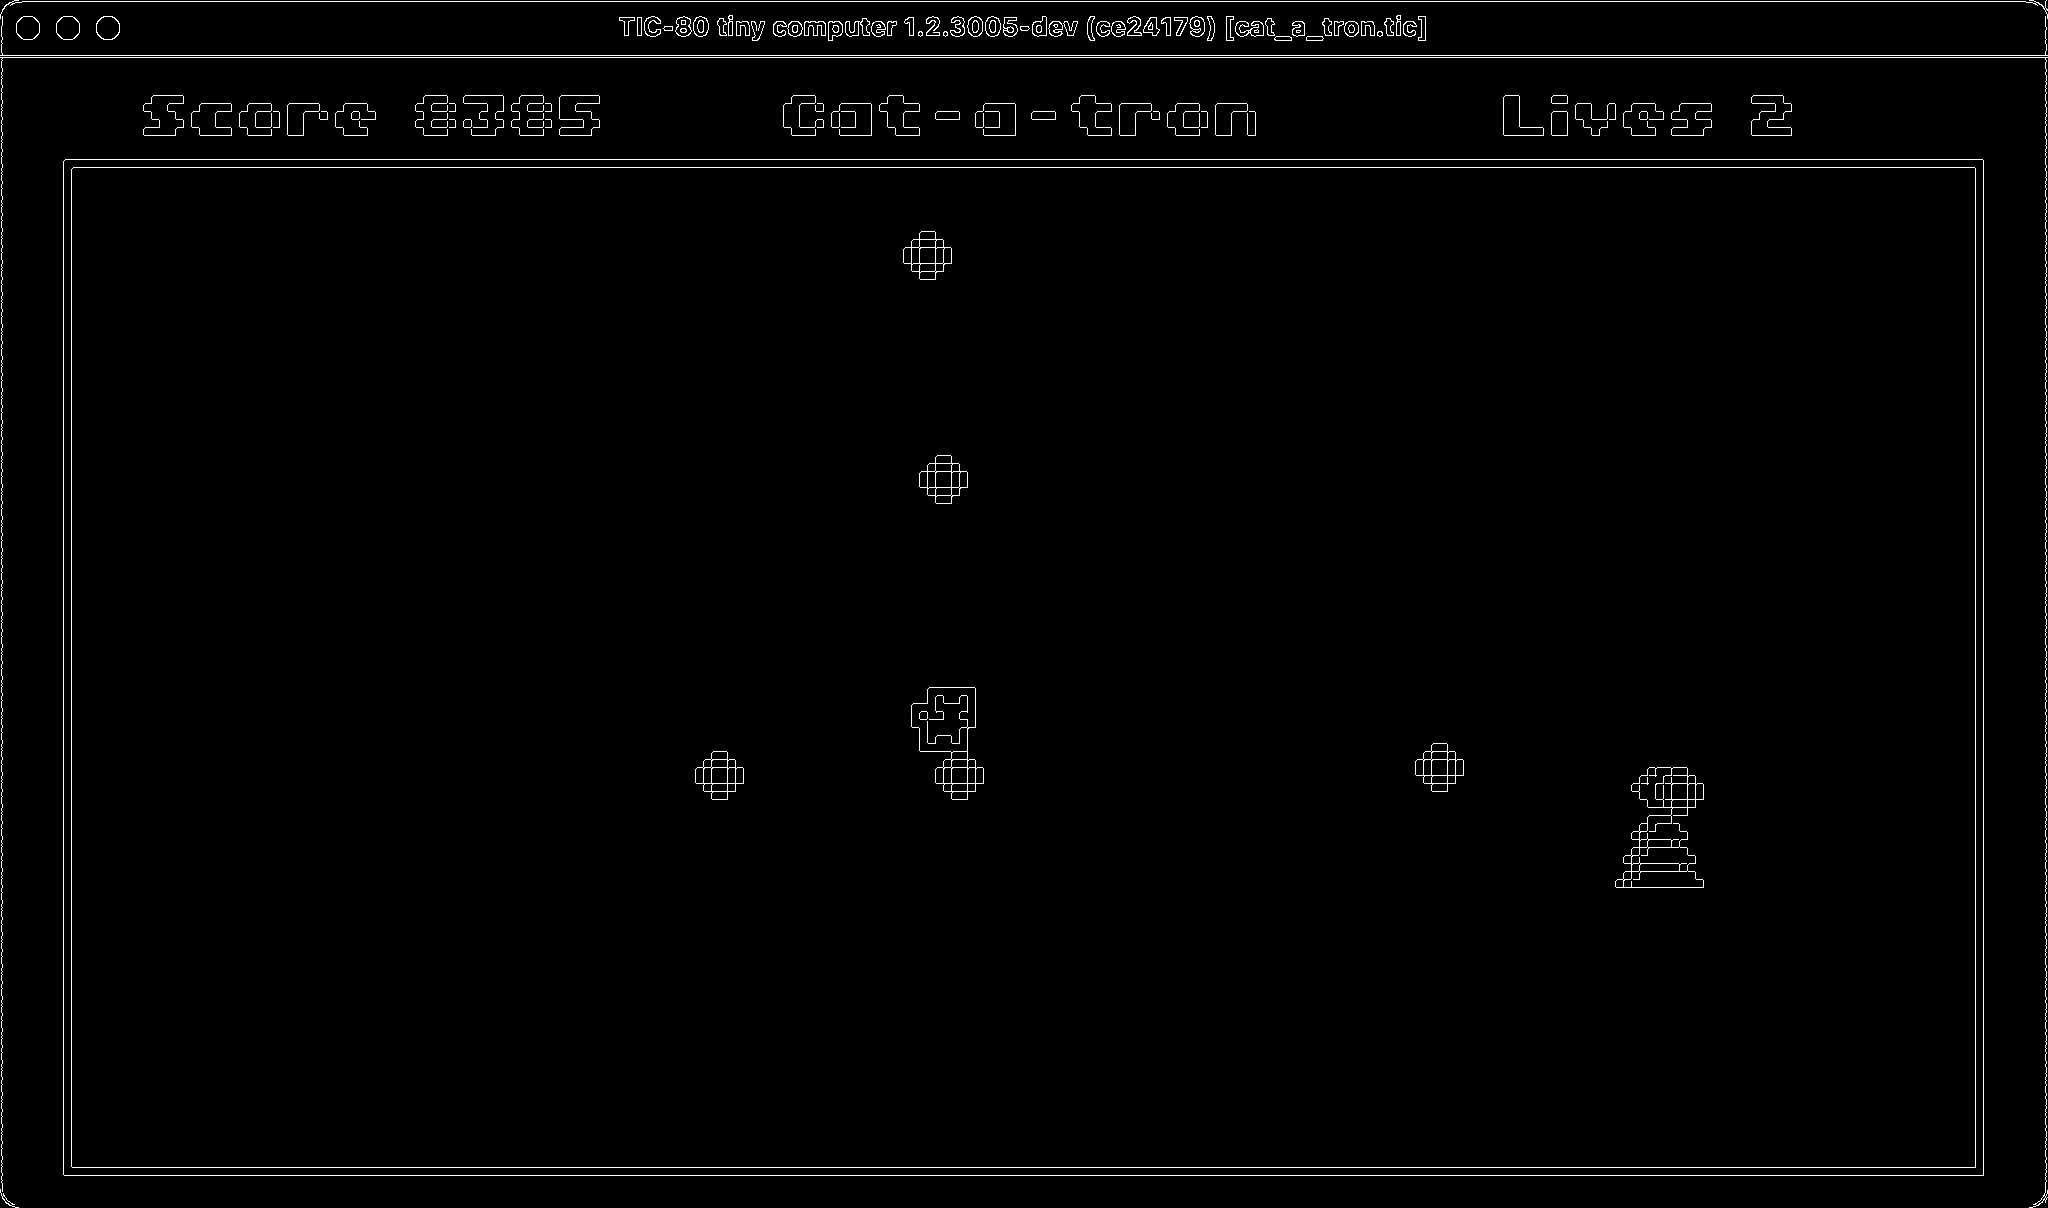 TIC-80 tiny computer 1.2.3005-dev (ce24179) [cat_a_tron.tic]
Score 8385 Cat-a-tron Lives 2